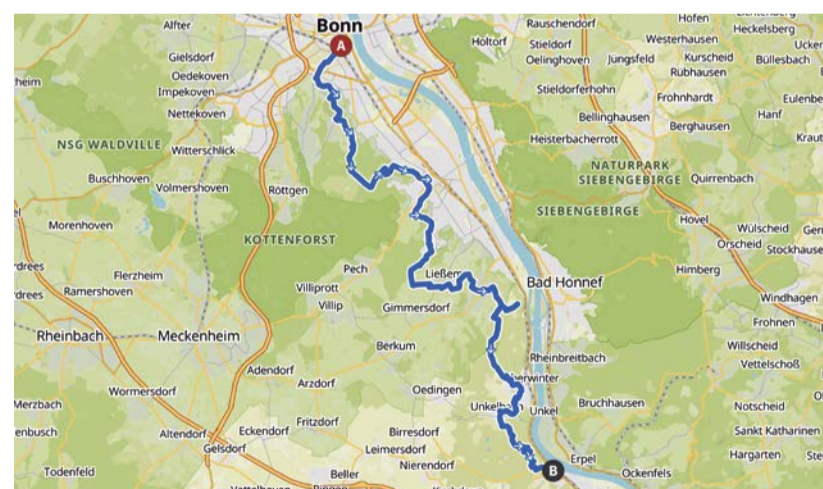 Bonn
A
Alfter
Gielsdorf
Oedekoven
Impekoven
Nettekoven
NSG WALDVILLE
Witterschlick
Buschhoven
Volmershoven
Röttgen
Morenhoven
KOTTENFORST
Flerzheim
Ramershoven
Pech
Villiprott
Villip
Gimmersdorf
Rheinbach
Meckenheim
Berkum
Adendorf
Arzdorf
Wormersdorf
Oedingen
Merzbach
Altendorf
Eckendorf
Fritzdorf
Gelsdorf
Birresdorf
Leimersdorf
Nierendorf
Todenfeld
Beller
Holtorf
Rauschendorf
Stieldorf
Oelinghoven
Hofen
Westerhausen
Heckelsberg
Jungsfeld
Kurscheid
Rübhausen
Büllesbach
Stieldorferhohn
Frohnhardt
Bellinghausen
Hanf
Berghausen
Heisterbacherrott
NATURPARK
SIEBENGEBIRGE
Quirrenbach
SIEBENGEBIRGE
Hövel
Wülscheid
Orscheid
Himberg
Bad Honnef
Windhagen
Frohnen
Willscheid
Vettelschoß
Rheinbreitbach
Bruchhausen
Unkel
Notscheid
Sankt Katharinen
Hargarten
Erpel
Ockenfels
B